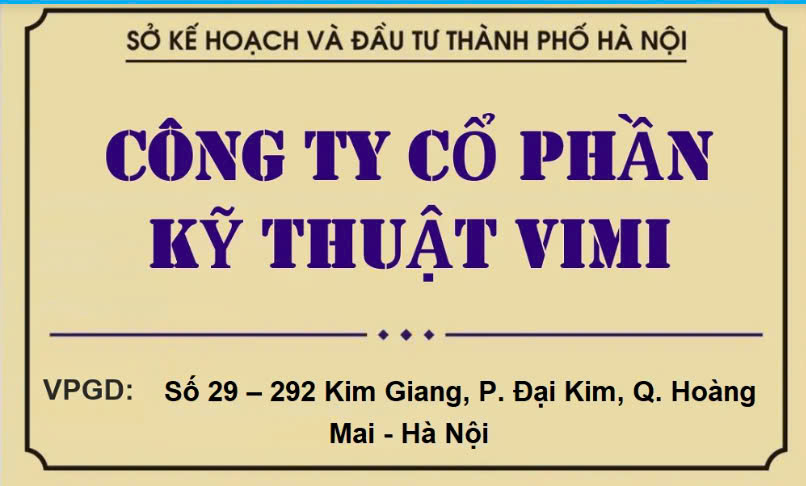 SỞ KẾ HOẠCH VÀ ĐẦU TƯ THÀNH PHỐ HÀ NỘI
CÔNG TY CỔ PHẦN
KỸ THUẬT VIMI
VPGD: Số 29 – 292 Kim Giang, P. Đại Kim, Q. Hoàng
Mai - Hà Nội